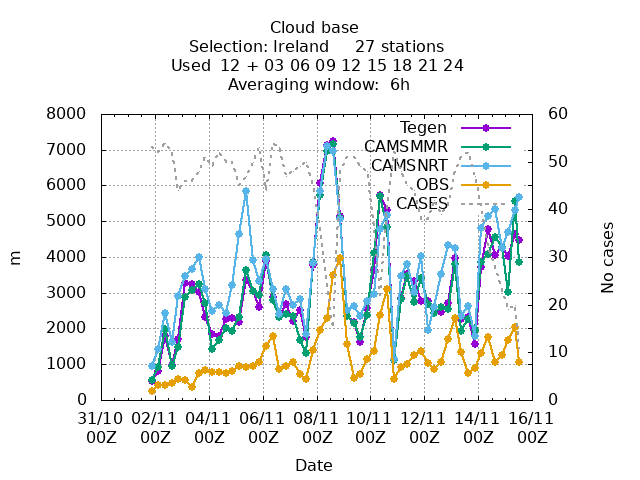 Cloud base
Selection: Ireland 27 stations
Used 12 + 03 06 09 12 15 18 21 24
Averaging window: 6h
8000
7000
6000
5000
4000
3000
2000
1000
0
m
60
50
40
30
20
10
0
No cases
Tegen
CAMSMMR
CAMSNRT
OBS
CASES
31/10 02/11 04/11 06/11 08/11 10/11 12/11 14/11 16/11
00Z 00Z 00Z 00Z 00Z 00Z 00Z 00Z 00Z
Date